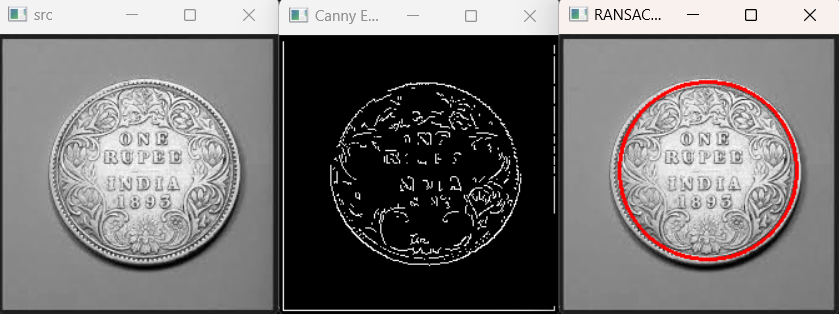 src
Canny E...
RANSAC...
ONE
RUPEE
INDIA
1893
ONE
RUPEE
INDIA
1893